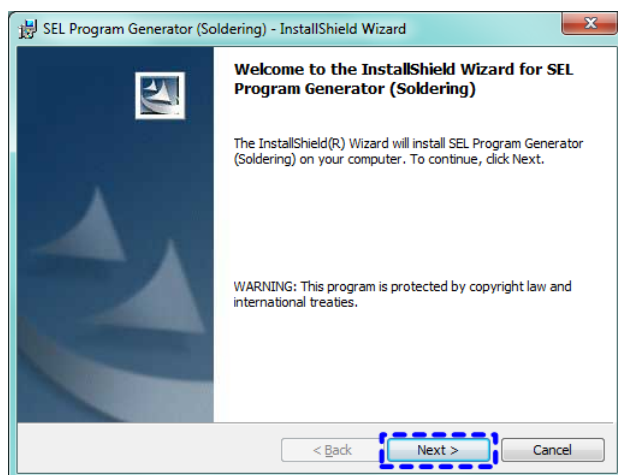 SEL Program Generator (Soldering) - InstallShield Wizard
Welcome to the InstallShield Wizard for SEL
Program Generator (Soldering)
The InstallShield(R) Wizard will install SEL Program Generator
(Soldering) on your computer. To continue, click Next.
WARNING: This program is protected by copyright law and
international treaties.
< Back Next > Cancel